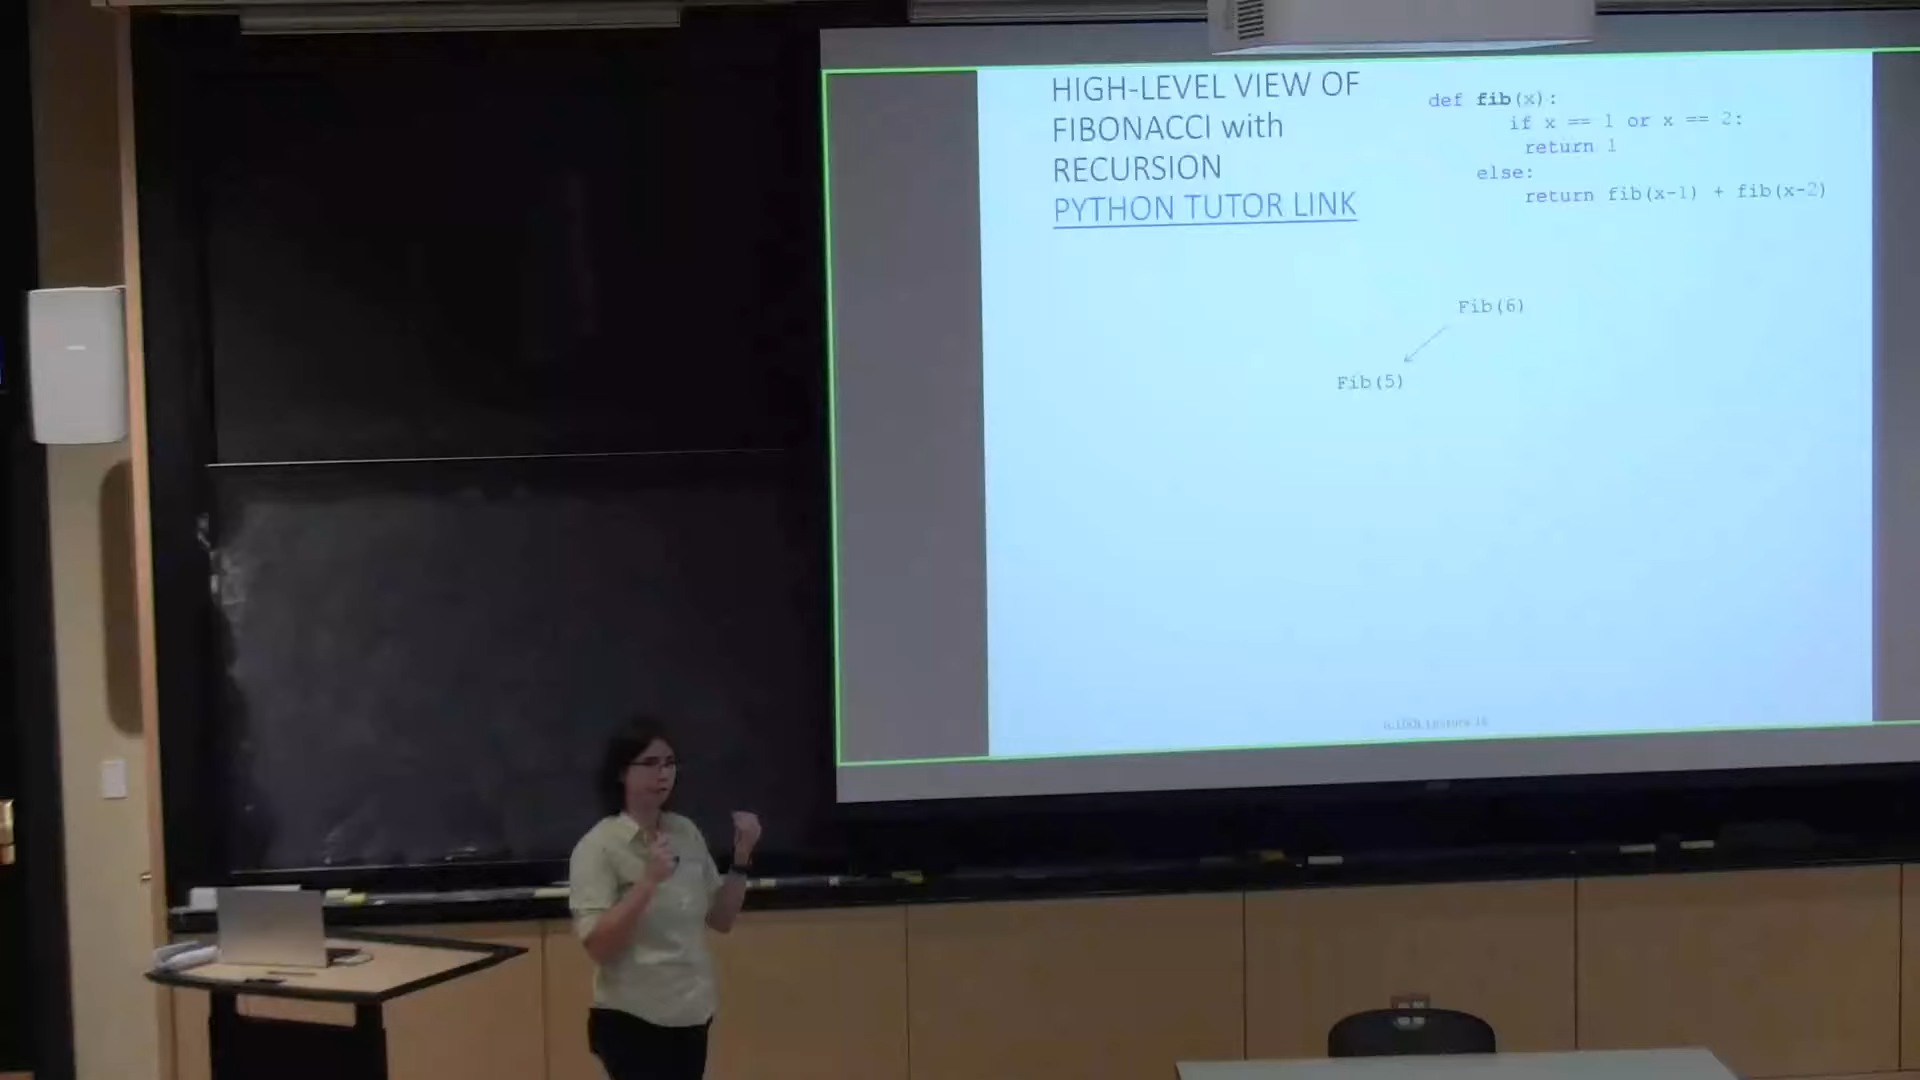 HIGH-LEVEL VIEW OF
FIBONACCI with
RECURSION
PYTHON TUTOR LINK
def fib(x):
if x == 1 or x == 2:
return 1
else:
return fib(x-1) + fib(x-2)
Fib(6)
Fib(5)
Lecture